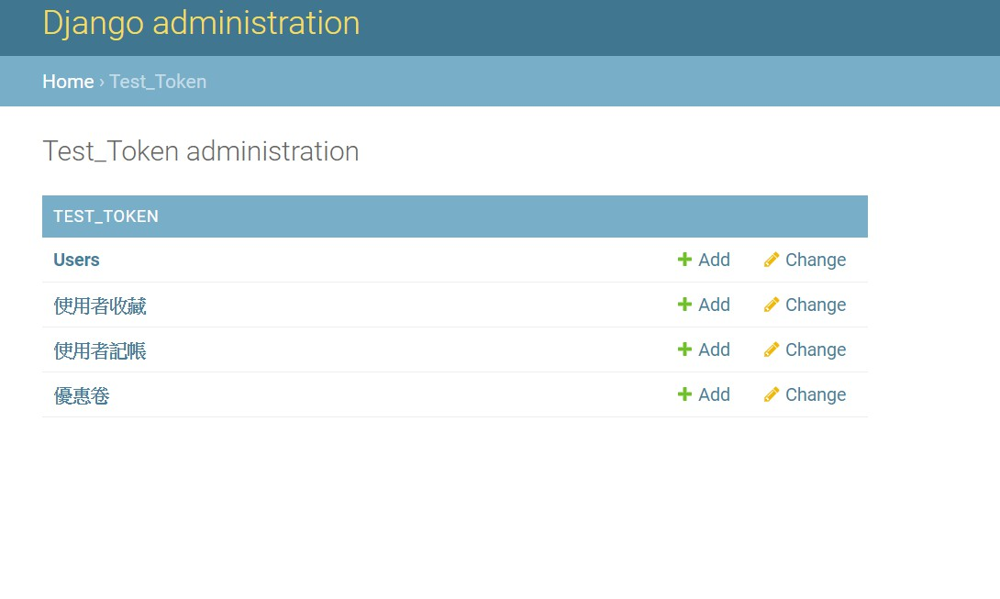 Django administration
Home › Test_Token
Test_Token administration
TEST_TOKEN
Users Add Change
使用者收藏 Add Change
使用者記帳 Add Change
優惠卷 Add Change